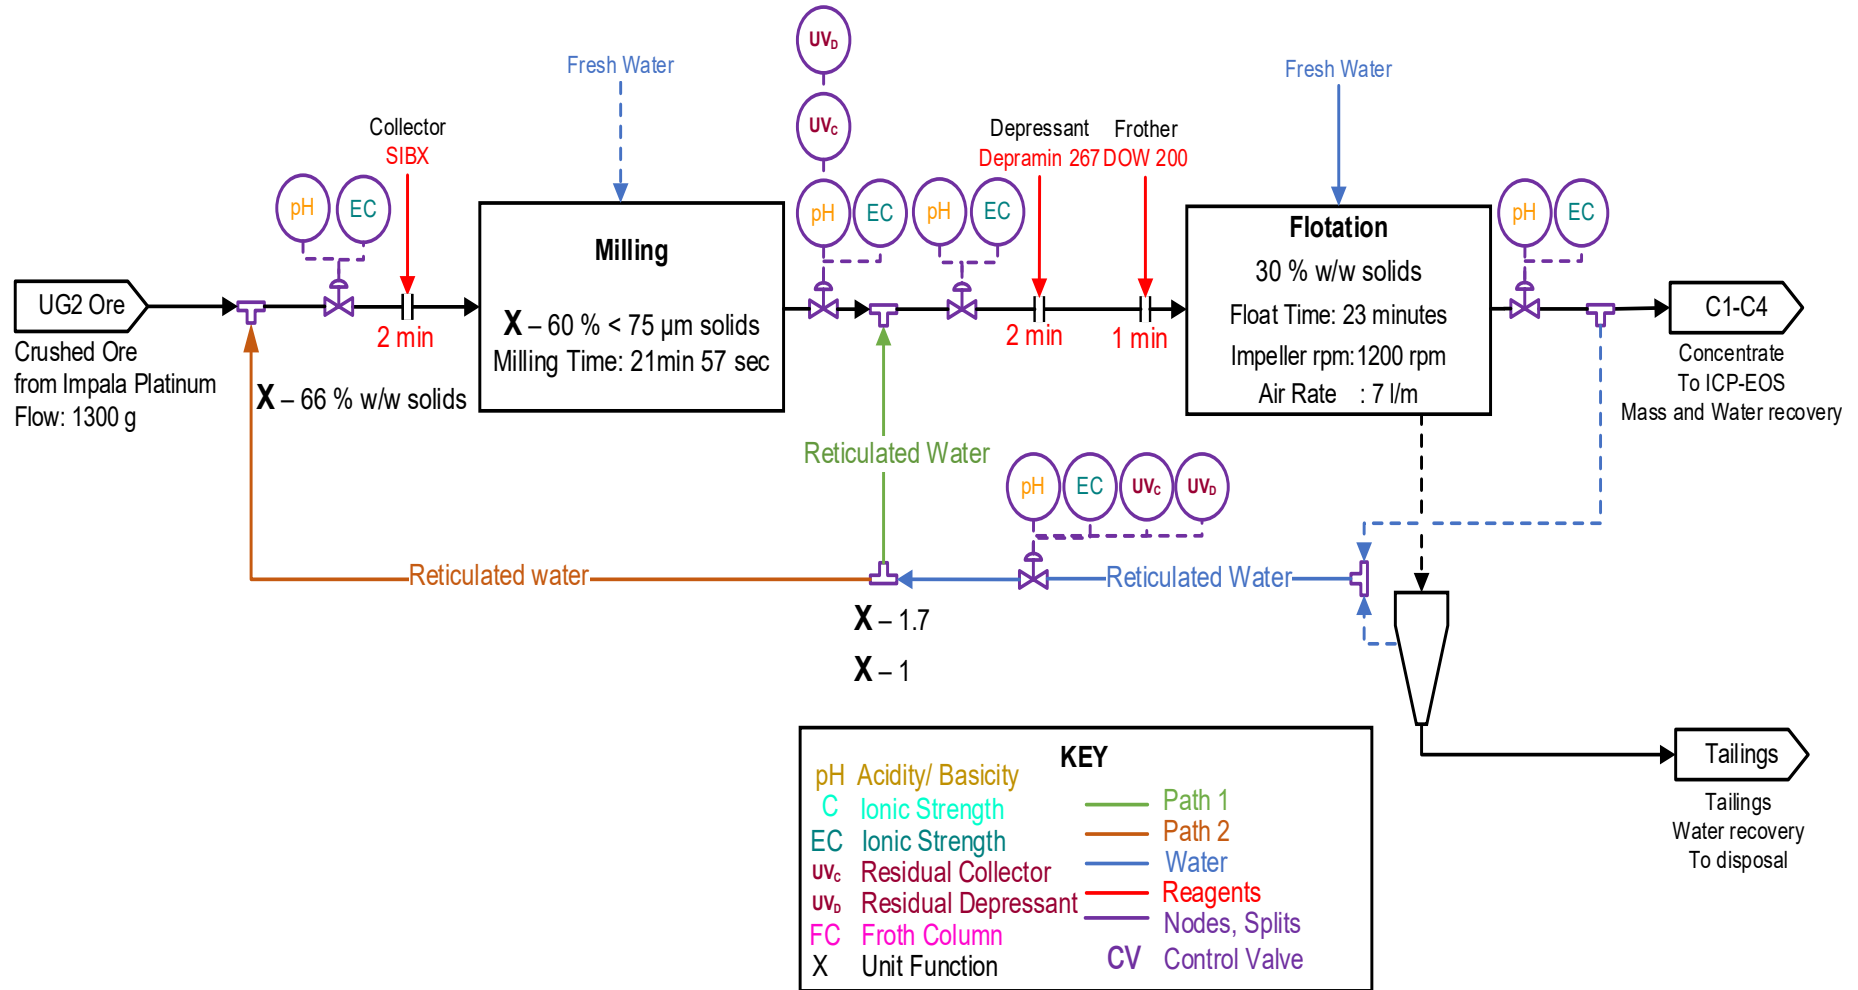 UV_D
Fresh Water
Fresh Water
UV_C
Collector
SIBX
Depressant
Depramin 267
Frother
DOW 200
pH
EC
pH
EC
pH
EC
pH
EC
UG2 Ore
Crushed Ore
from Impala Platinum
Flow: 1300 g
2 min
X – 66 % w/w solids
Milling
X – 60 % < 75 µm solids
Milling Time: 21min 57 sec
2 min
1 min
Flotation
30 % w/w solids
Float Time: 23 minutes
Impeller rpm: 1200 rpm
Air Rate : 7 l/m
C1-C4
Concentrate
To ICP-EOS
Mass and Water recovery
Reticulated Water
pH
EC
UV_C
UV_D
Reticulated water
Reticulated Water
X – 1.7
X – 1
Tailings
Tailings
Water recovery
To disposal
KEY
pH Acidity/ Basicity
C Ionic Strength
EC Ionic Strength
UV_C Residual Collector
UV_D Residual Depressant
FC Froth Column
X Unit Function
Path 1
Path 2
Water
Reagents
Nodes, Splits
CV Control Valve